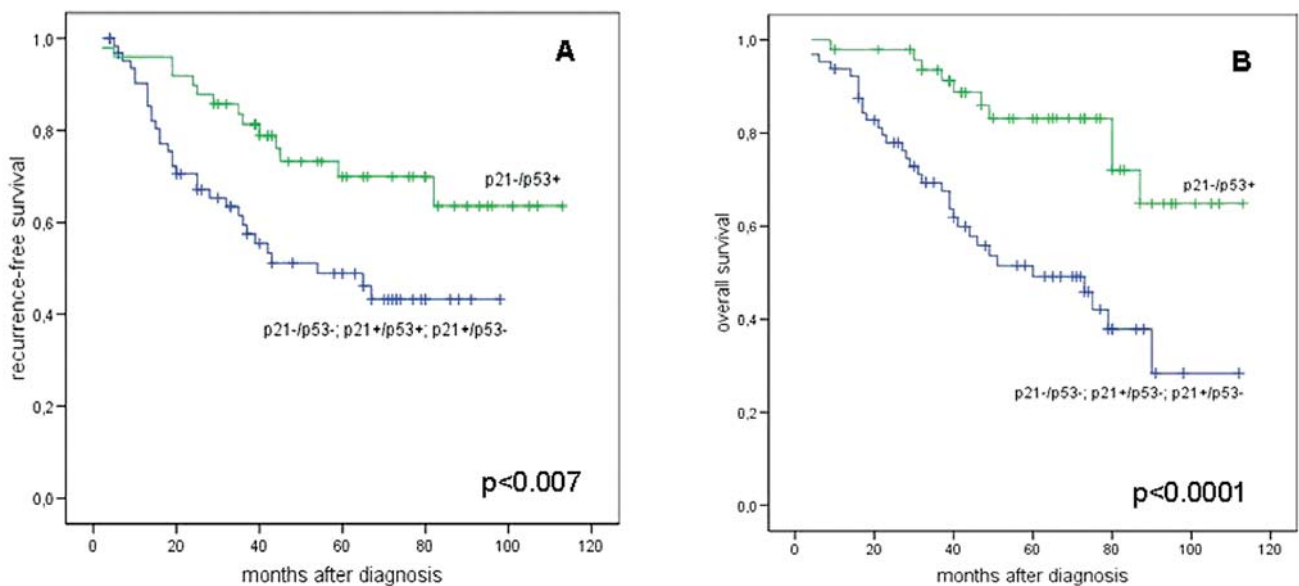 A
recurrence-free survival
1,0
0,8
0,6
0,4
0,2
0,0
p21-/p53+
p21-/p53-; p21+/p53+; p21+/p53-
p<0.007
0 20 40 60 80 100 120
months after diagnosis
B
overall survival
1,0
0,8
0,6
0,4
0,2
0,0
p21-/p53+
p21-/p53-; p21+/p53-; p21+/p53-
p<0.0001
0 20 40 60 80 100 120
months after diagnosis